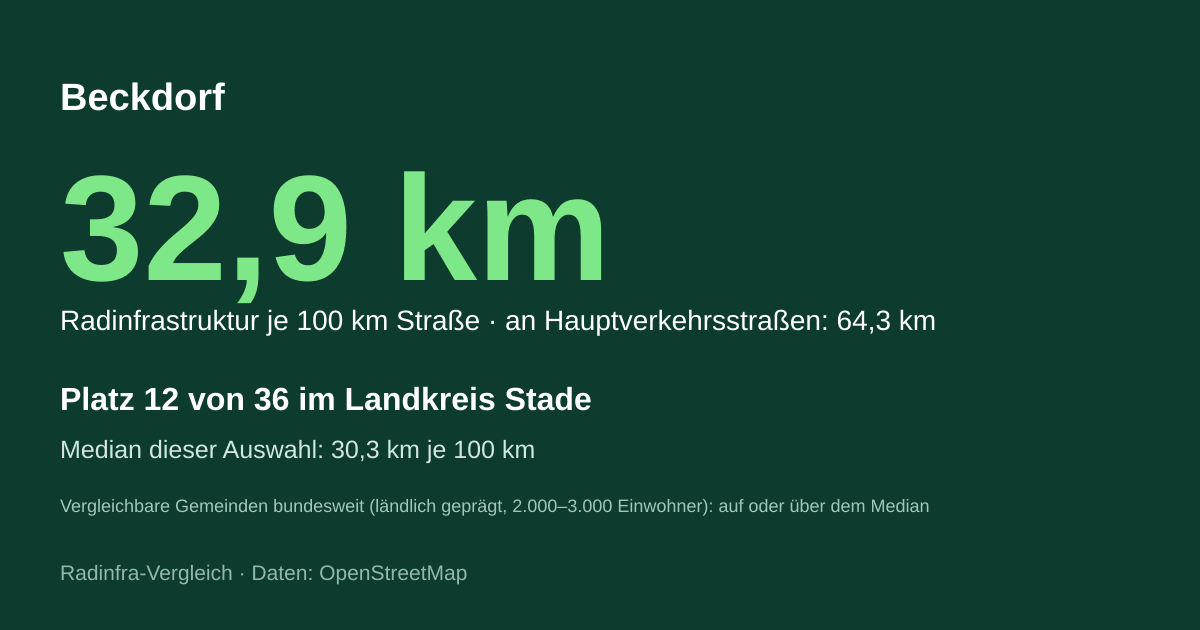 Beckdorf
32,9 km
Radinfrastruktur je 100 km Straße · an Hauptverkehrsstraßen: 64,3 km
Platz 12 von 36 im Landkreis Stade
Median dieser Auswahl: 30,3 km je 100 km
Vergleichbare Gemeinden bundesweit (ländlich geprägt, 2.000–3.000 Einwohner): auf oder über dem Median
Radinfra-Vergleich · Daten: OpenStreetMap